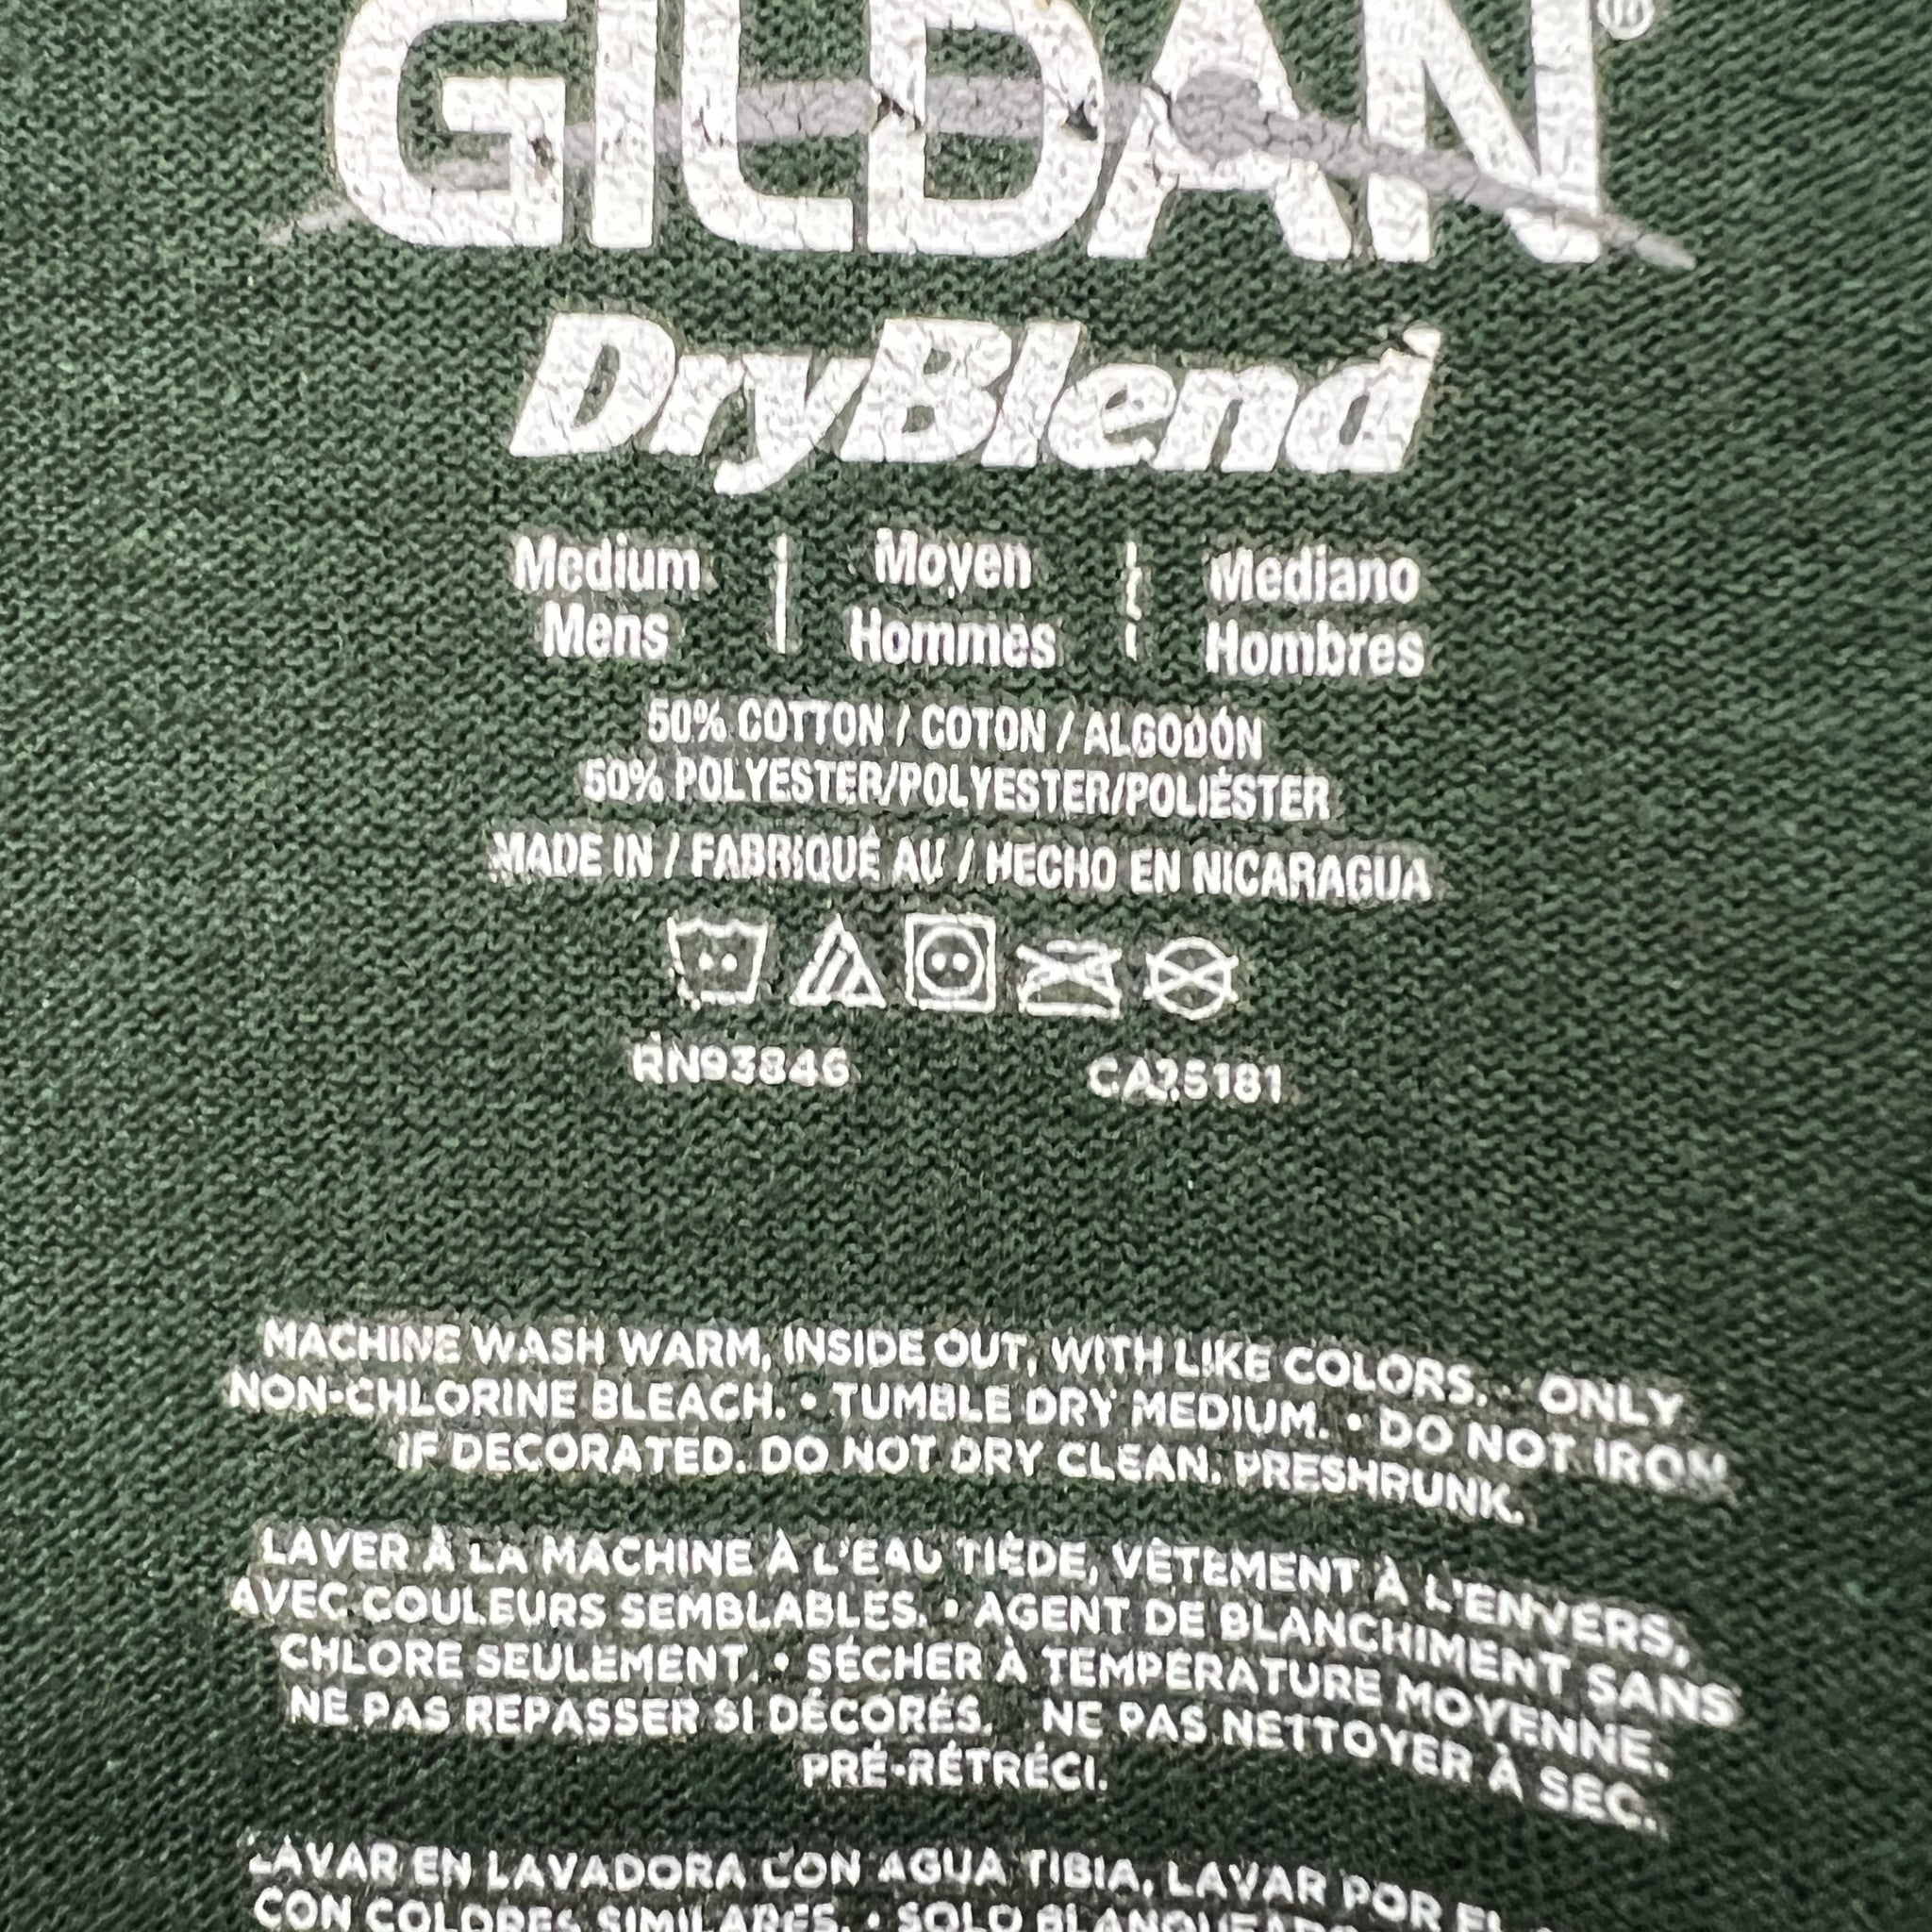 GILDAN®
DryBlend
Medium | Moyen | Mediano
Mens | Hommes | Hombres
50% COTTON / COTON / ALGODÓN
50% POLYESTER/POLYESTER/POLIÉSTER
MADE IN / FABRIQUÉ AU / HECHO EN NICARAGUA
RN93846 CA25181
MACHINE WASH WARM, INSIDE OUT, WITH LIKE COLORS. • ONLY
NON-CHLORINE BLEACH. • TUMBLE DRY MEDIUM. • DO NOT IRON
IF DECORATED. DO NOT DRY CLEAN. PRESHRUNK.
LAVER À LA MACHINE À L'EAU TIÈDE, VÊTEMENT À L'ENVERS,
AVEC COULEURS SEMBLABLES. • AGENT DE BLANCHIMENT SANS
CHLORE SEULEMENT. • SÉCHER À TEMPÉRATURE MOYENNE.
NE PAS REPASSER SI DÉCORÉS. NE PAS NETTOYER À SEC.
PRÉ-RÉTRÉCI.
LAVAR EN LAVADORA CON AGUA TIBIA, LAVAR POR EL
CON COLORES SIMILARES. • SOLO